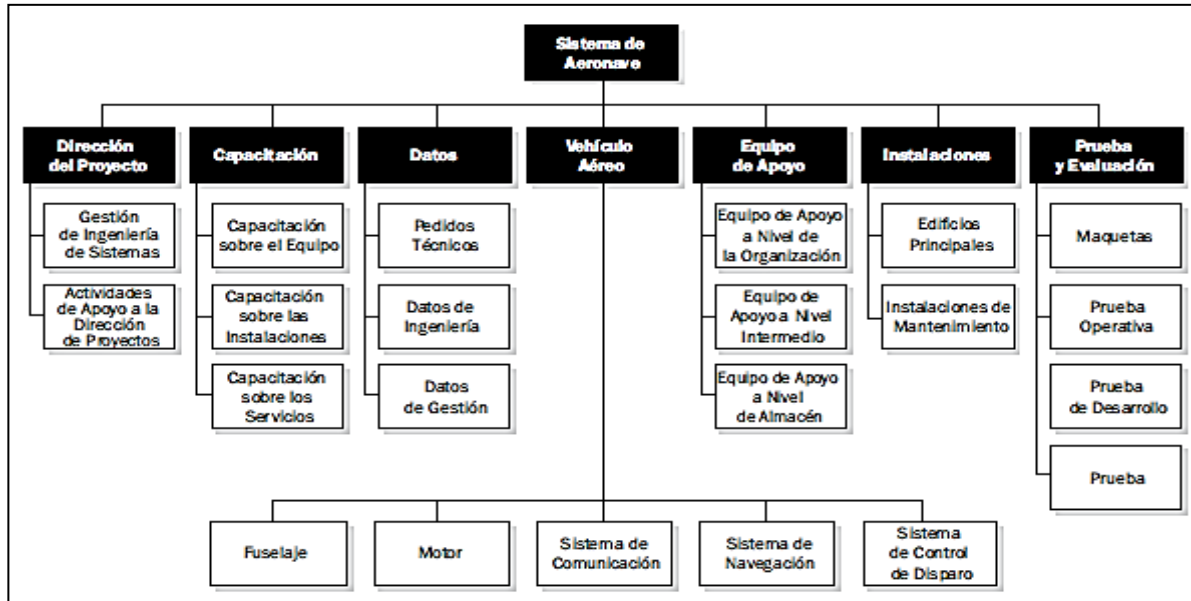 Sistema de
Aeronave
Dirección
del Proyecto
Capacitación
Datos
Vehículo
Aéreo
Equipo
de Apoyo
Instalaciones
Prueba
y Evaluación
Gestión
de Ingeniería
de Sistemas
Actividades
de Apoyo a la
Dirección
de Proyectos
Capacitación
sobre el Equipo
Capacitación
sobre las
Instalaciones
Capacitación
sobre los
Servicios
Pedidos
Técnicos
Datos de
Ingeniería
Datos
de Gestión
Equipo de Apoyo
a Nivel de
la Organización
Equipo de
Apoyo a Nivel
Intermedio
Equipo de Apoyo
a Nivel
de Almacén
Edificios
Principales
Instalaciones de
Mantenimiento
Maquetas
Prueba
Operativa
Prueba
de Desarrollo
Prueba
Fuselaje
Motor
Sistema de
Comunicación
Sistema de
Navegación
Sistema
de Control
de Disparo